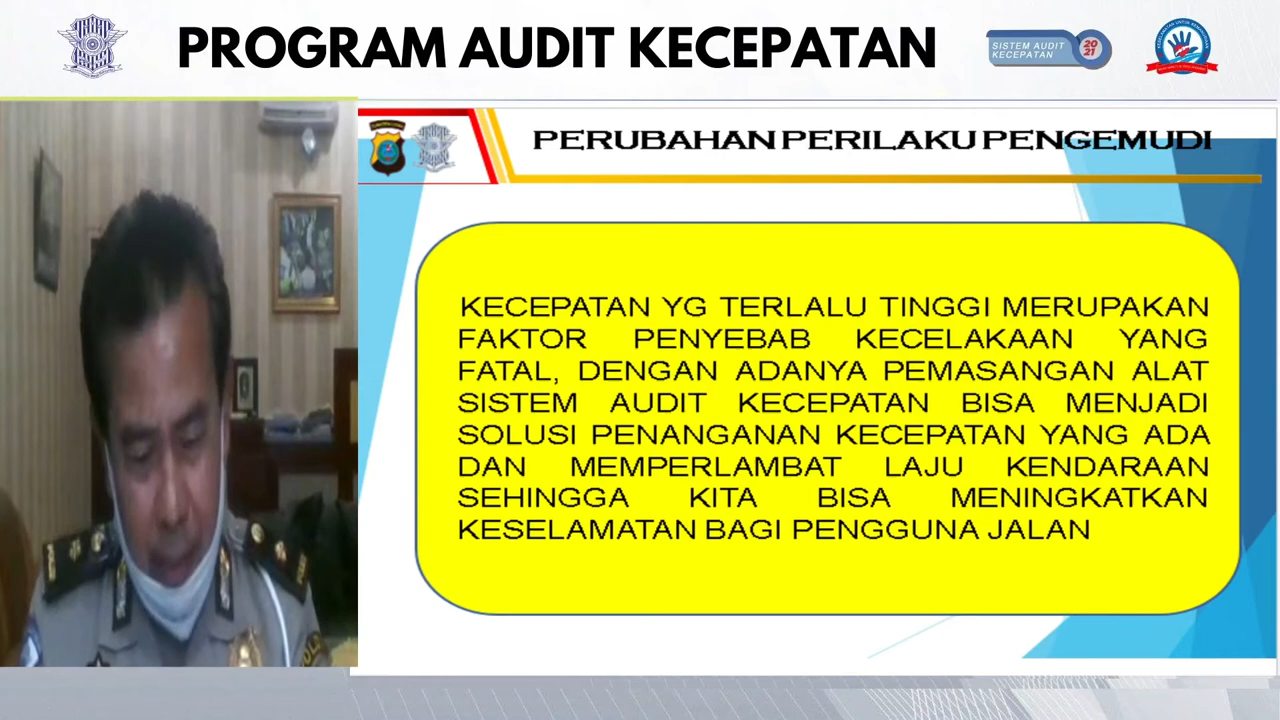 PROGRAM AUDIT KECEPATAN
SISTEM AUDIT
KECEPATAN
20
21
PERUBAHAN PERILAKU PENGEMUDI
KECEPATAN YG TERLALU TINGGI MERUPAKAN
FAKTOR PENYEBAB KECELAKAAN YANG
FATAL, DENGAN ADANYA PEMASANGAN ALAT
SISTEM AUDIT KECEPATAN BISA MENJADI
SOLUSI PENANGANAN KECEPATAN YANG ADA
DAN MEMPERLAMBAT LAJU KENDARAAN
SEHINGGA KITA BISA MENINGKATKAN
KESELAMATAN BAGI PENGGUNA JALAN